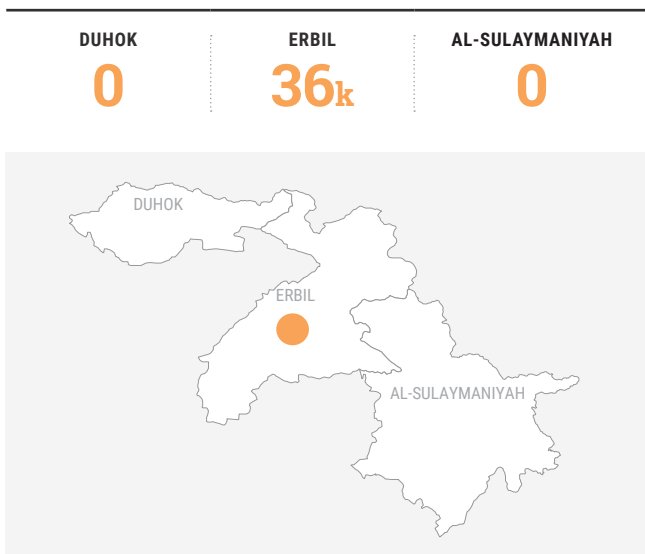 DUHOK ERBIL AL-SULAYMANIYAH
0 36k 0
DUHOK
ERBIL
AL-SULAYMANIYAH